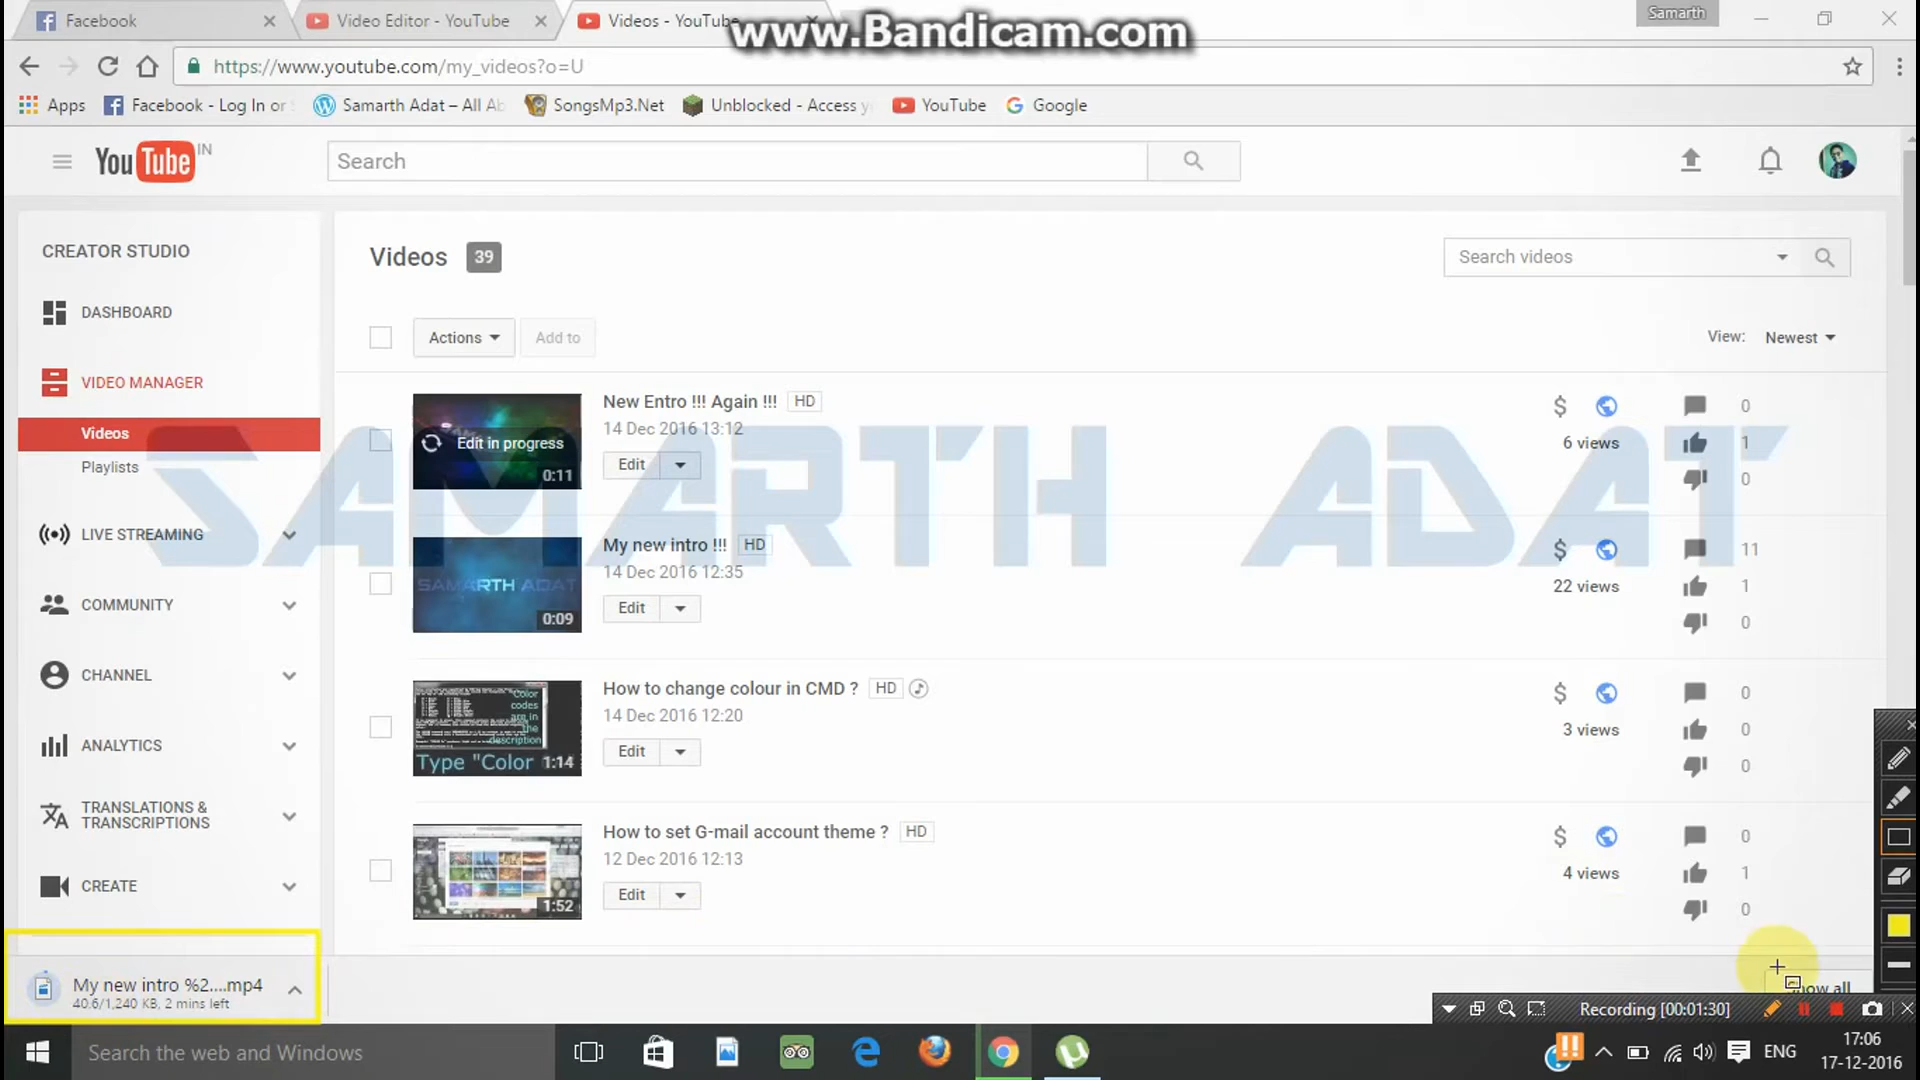 Facebook
Video Editor - YouTube
Videos - YouTube
www.Bandicam.com
Samarth
https://www.youtube.com/my_videos?o=U
Apps
Facebook - Log In or
Samarth Adat – All Ab
SongsMp3.Net
Unblocked - Access y
YouTube
Google
YouTube IN
Search
CREATOR STUDIO
DASHBOARD
VIDEO MANAGER
Videos
Playlists
LIVE STREAMING
COMMUNITY
CHANNEL
ANALYTICS
TRANSLATIONS &
TRANSCRIPTIONS
CREATE
Videos 39
Search videos
Actions
Add to
View: Newest
Edit in progress
0:11
New Entro !!! Again !!! HD
14 Dec 2016 13:12
Edit
$
6 views
0
1
0
SAMARTH ADAT
SAMARTH ADAT
0:09
My new intro !!! HD
14 Dec 2016 12:35
Edit
$
22 views
11
1
0
Color
codes
are in
the
description
Type "Color
1:14
How to change colour in CMD ? HD
14 Dec 2016 12:20
Edit
$
3 views
0
0
0
1:52
How to set G-mail account theme ? HD
12 Dec 2016 12:13
Edit
$
4 views
0
1
0
My new intro %2....mp4
40.6/1,240 KB, 2 mins left
Show all
Recording [00:01:30]
Search the web and Windows
ENG
17:06
17-12-2016